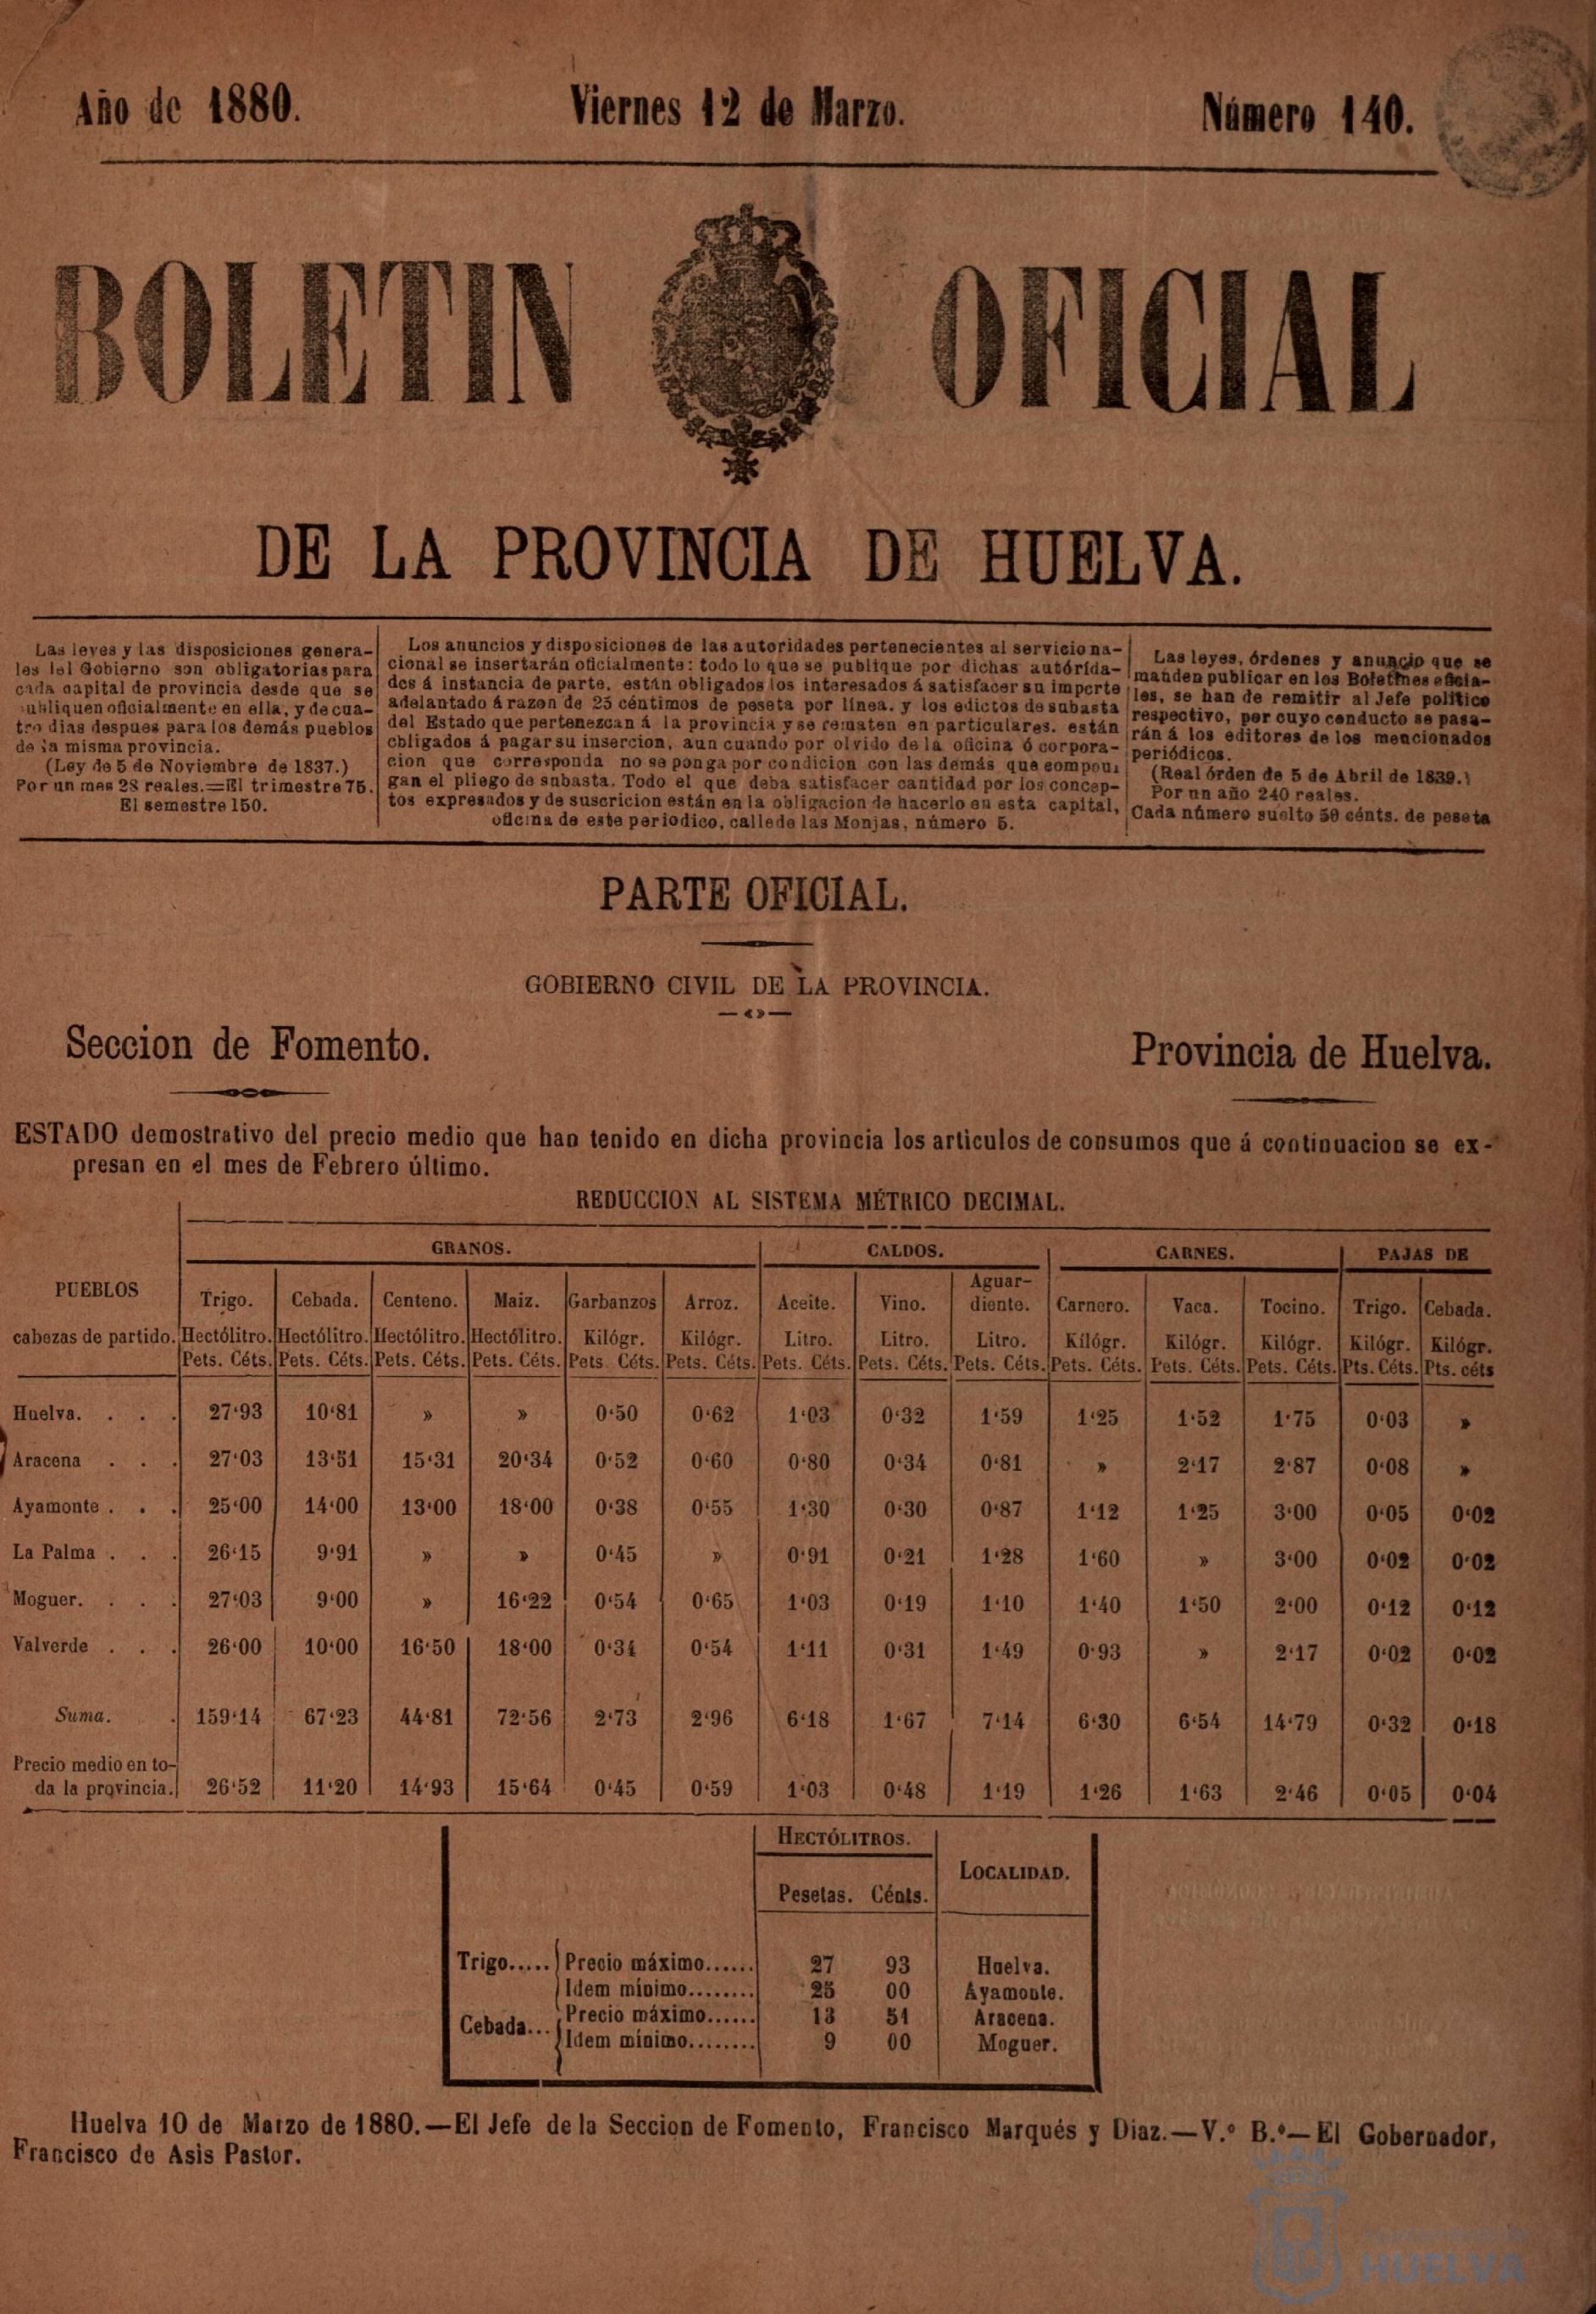 Año de 1880.
Viernes 12 de Marzo.
Número 140.
BOLETIN OFICIAL
DE LA PROVINCIA DE HUELVA.
Las leyes y las disposiciones genera-
les del Gobierno son obligatorias para
cada capital de provincia desde que se
publiquen oficialmente en ella, y de cua-
tro dias despues para los demás pueblos
de la misma provincia.
(Ley de 5 de Noviembre de 1837.)
Por un mes 28 reales.=El trimestre 75.
El semestre 150.
Los anuncios y disposiciones de las autoridades pertenecientes al servicio na-
cional se insertarán oficialmente: todo lo que se publique por dichas autórida-
des á instancia de parte, están obligados los interesados á satisfacer su importe
adelantado á razon de 25 céntimos de peseta por línea. y los edictos de subasta
del Estado que pertenezcan á la provincia y se rematen en particulares. están
obligados á pagar su insercion, aun cuando por olvido de la oficina ó corpora-
cion que corresponda no se ponga por condicion con las demás que compon-
gan el pliego de subasta. Todo el que deba satisfacer cantidad por los concep-
tos expresados y de suscricion están en la obligacion de hacerlo en esta capital,
oficina de este periodico, calle de las Monjas, número 5.
Las leyes, órdenes y anuncio que se
manden publicar en los Boletines oficia-
les, se han de remitir al Jefe politico
respectivo, por cuyo conducto se pasa-
rán á los editores de los mencionados
periódicos.
(Real órden de 5 de Abril de 1839.)
Por un año 240 reales.
Cada número suelto 50 cénts. de peseta
PARTE OFICIAL.
GOBIERNO CIVIL DE LA PROVINCIA.
Seccion de Fomento.
Provincia de Huelva.
ESTADO demostrativo del precio medio que han tenido en dicha provincia los articulos de consumos que á continuacion se ex-
presan en el mes de Febrero último.
REDUCCION AL SISTEMA MÉTRICO DECIMAL.
GRANOS. CALDOS. CARNES. PAJAS DE
PUEBLOS
cabezas de partido.
Trigo. Cebada. Centeno. Maiz. Garbanzos Arroz. Aceite. Vino. Aguar-
diente. Carnero. Vaca. Tocino. Trigo. Cebada.
Hectólitro. Hectólitro. Hectólitro. Hectólitro. Kilógr. Kilógr. Litro. Litro. Litro. Kilógr. Kilógr. Kilógr. Kilógr. Kilógr.
Pets. Céts. Pets. Céts. Pets. Céts. Pets. Céts. Pets Céts. Pets. Céts. Pets. Céts. Pets. Céts. Pets. Céts. Pets. Céts. Pets. Céts. Pets. Céts. Pts. Céts. Pts. céts
Huelva. . . . 27‘93 10‘81 » » 0‘50 0‘62 1‘03 0‘32 1‘59 1‘25 1‘52 1‘75 0‘03 »
Aracena . . . 27‘03 13‘51 15‘31 20‘34 0‘52 0‘60 0‘80 0‘34 0‘81 » 2‘17 2‘87 0‘08 »
Ayamonte . . . 25‘00 14‘00 13‘00 18‘00 0‘38 0‘55 1‘30 0‘30 0‘87 1‘12 1‘25 3‘00 0‘05 0‘02
La Palma . . . 26‘15 9‘91 » » 0‘45 » 0‘91 0‘21 1‘28 1‘60 » 3‘00 0‘02 0‘02
Moguer. . . . 27‘03 9‘00 » 16‘22 0‘54 0‘65 1‘03 0‘19 1‘10 1‘40 1‘50 2‘00 0‘12 0‘12
Valverde . . . 26‘00 10‘00 16‘50 18‘00 0‘34 0‘54 1‘11 0‘31 1‘49 0‘93 » 2‘17 0‘02 0‘02
Suma. . 159‘14 67‘23 44‘81 72‘56 2‘73 2‘96 6‘18 1‘67 7‘14 6‘30 6‘54 14‘79 0‘32 0‘18
Precio medio en to-
da la provincia. 26‘52 11‘20 14‘93 15‘64 0‘45 0‘59 1‘03 0‘48 1‘19 1‘26 1‘63 2‘46 0‘05 0‘04
HECTÓLITROS.
LOCALIDAD.
Pesetas. Cénts.
Trigo..... Precio máximo...... 27 93 Huelva.
Idem mínimo........ 25 00 Ayamonte.
Cebada... Precio máximo...... 13 51 Aracena.
Idem mínimo........ 9 00 Moguer.
Huelva 10 de Marzo de 1880.—El Jefe de la Seccion de Fomento, Francisco Marqués y Diaz.—V.º B.º—El Gobernador,
Francisco de Asis Pastor.
HUELVA